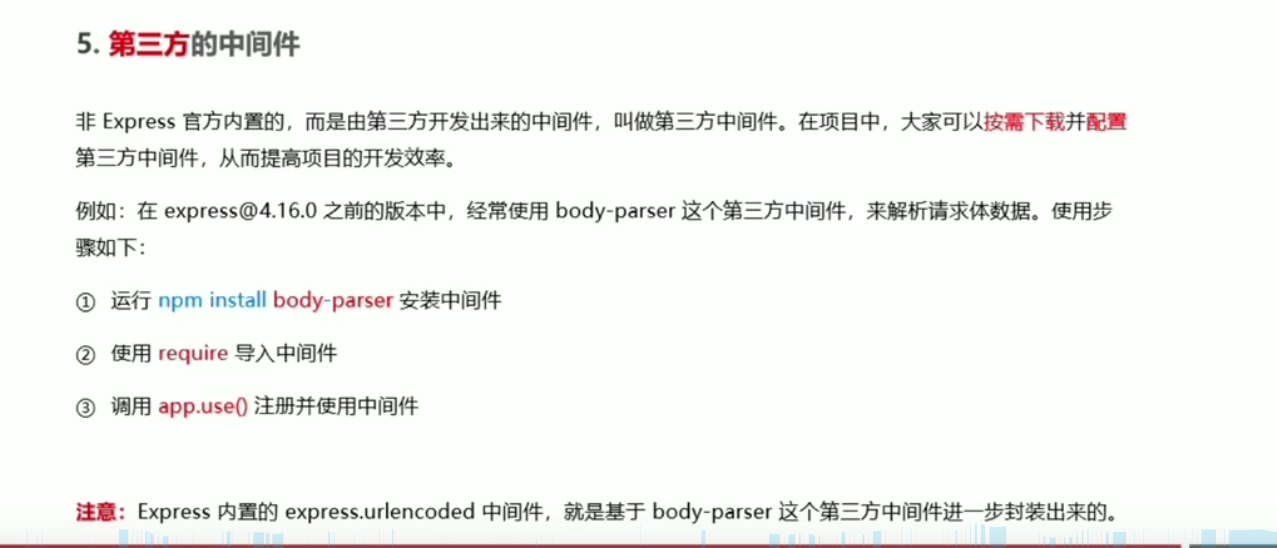 5. 第三方的中间件
非 Express 官方内置的，而是由第三方开发出来的中间件，叫做第三方中间件。在项目中，大家可以按需下载并配置
第三方中间件，从而提高项目的开发效率。
例如：在 express@4.16.0 之前的版本中，经常使用 body-parser 这个第三方中间件，来解析请求体数据。使用步
骤如下：
① 运行 npm install body-parser 安装中间件
② 使用 require 导入中间件
③ 调用 app.use() 注册并使用中间件
注意：Express 内置的 express.urlencoded 中间件，就是基于 body-parser 这个第三方中间件进一步封装出来的。